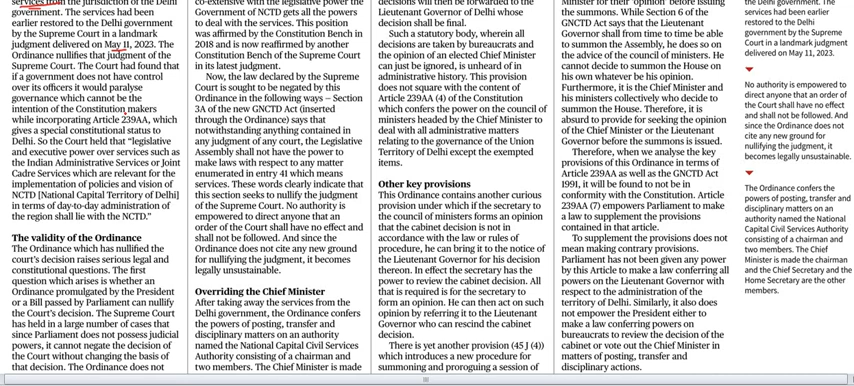 services from the jurisdiction of the Delhi
government. The services had been
earlier restored to the Delhi government
by the Supreme Court in a landmark
judgment delivered on May 11, 2023. The
Ordinance nullifies that judgment of the
Supreme Court. The Court had found that
if a government does not have control
over its officers it would paralyse
governance which cannot be the
intention of the Constitution makers
while incorporating Article 239AA, which
gives a special constitutional status to
Delhi. So the Court held that “legislative
and executive power over services such as
the Indian Administrative Services or Joint
Cadre Services which are relevant for the
implementation of policies and vision of
NCTD [National Capital Territory of Delhi]
in terms of day-to-day administration of
the region shall lie with the NCTD.”
The validity of the Ordinance
The Ordinance which has nullified the
court’s decision raises serious legal and
constitutional questions. The first
question which arises is whether an
Ordinance promulgated by the President
or a Bill passed by Parliament can nullify
the Court’s decision. The Supreme Court
has held in a large number of cases that
since Parliament does not possess judicial
powers, it cannot negate the decision of
the Court without changing the basis of
that decision. The Ordinance does not
co-extensive with the legislative power the
Government of NCTD gets all the powers
to deal with the services. This position
was affirmed by the Constitution Bench in
2018 and is now reaffirmed by another
Constitution Bench of the Supreme Court
in its latest judgment.
Now, the law declared by the Supreme
Court is sought to be negated by this
Ordinance in the following ways — Section
3A of the new GNCTD Act (inserted
through the Ordinance) says that
notwithstanding anything contained in
any judgment of any court, the Legislative
Assembly shall not have the power to
make laws with respect to any matter
enumerated in entry 41 which means
services. These words clearly indicate that
this section seeks to nullify the judgment
of the Supreme Court. No authority is
empowered to direct anyone that an
order of the Court shall have no effect and
shall not be followed. And since the
Ordinance does not cite any new ground
for nullifying the judgment, it becomes
legally unsustainable.
Overriding the Chief Minister
After taking away the services from the
Delhi government, the Ordinance confers
the powers of posting, transfer and
disciplinary matters on an authority
named the National Capital Civil Services
Authority consisting of a chairman and
two members. The Chief Minister is made
decisions will then be forwarded to the
Lieutenant Governor of Delhi whose
decision shall be final.
Such a statutory body, wherein all
decisions are taken by bureaucrats and
the opinion of an elected Chief Minister
can just be ignored, is unheard of in
administrative history. This provision
does not square with the content of
Article 239AA (4) of the Constitution
which confers the power on the council of
ministers headed by the Chief Minister to
deal with all administrative matters
relating to the governance of the Union
Territory of Delhi except the exempted
items.
Other key provisions
This Ordinance contains another curious
provision under which if the secretary to
the council of ministers forms an opinion
that the cabinet decision is not in
accordance with the law or rules of
procedure, he can bring it to the notice of
the Lieutenant Governor for his decision
thereon. In effect the secretary has the
power to review the cabinet decision. All
that is required is for the secretary to
form an opinion. He can then act on such
opinion by referring it to the Lieutenant
Governor who can rescind the cabinet
decision.
There is yet another provision (45 J (4))
which introduces a new procedure for
summoning and proroguing a session of
Minister for their ‘opinion’ before issuing
the summons. While Section 6 of the
GNCTD Act says that the Lieutenant
Governor shall from time to time be able
to summon the Assembly, he does so on
the advice of the council of ministers. He
cannot decide to summon the House on
his own whatever be his opinion.
Furthermore, it is the Chief Minister and
his ministers collectively who decide to
summon the House. Therefore, it is
absurd to provide for seeking the opinion
of the Chief Minister or the Lieutenant
Governor before the summons is issued.
Therefore, when we analyse the key
provisions of this Ordinance in terms of
Article 239AA as well as the GNCTD Act
1991, it will be found to not be in
conformity with the Constitution. Article
239AA (7) empowers Parliament to make
a law to supplement the provisions
contained in that article.
To supplement the provisions does not
mean making contrary provisions.
Parliament has not been given any power
by this Article to make a law conferring all
powers on the Lieutenant Governor with
respect to the administration of the
territory of Delhi. Similarly, it also does
not empower the President either to
make a law conferring powers on
bureaucrats to review the decision of the
cabinet or vote out the Chief Minister in
matters of posting, transfer and
disciplinary actions.
the Delhi government. The
services had been earlier
restored to the Delhi
government by the Supreme
Court in a landmark judgment
delivered on May 11, 2023.
No authority is empowered to
direct anyone that an order of
the Court shall have no effect
and shall not be followed. And
since the Ordinance does not
cite any new ground for
nullifying the judgment, it
becomes legally unsustainable.
The Ordinance confers the
powers of posting, transfer and
disciplinary matters on an
authority named the National
Capital Civil Services Authority
consisting of a chairman and
two members. The Chief
Minister is made the chairman
and the Chief Secretary and the
Home Secretary are the other
members.